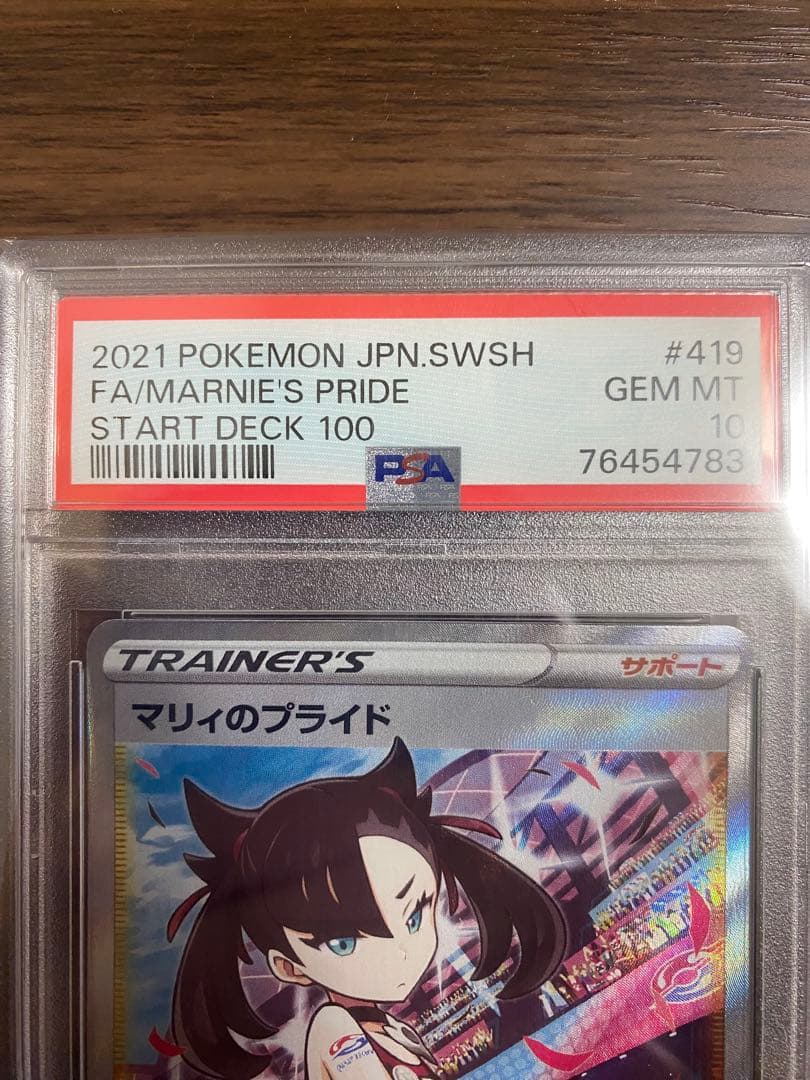 2021 POKEMON JPN.SWSH #419
FA/MARNIE'S PRIDE GEM MT
START DECK 100 10
PSA 76454783
TRAINER'S サポート
マリィのプライド